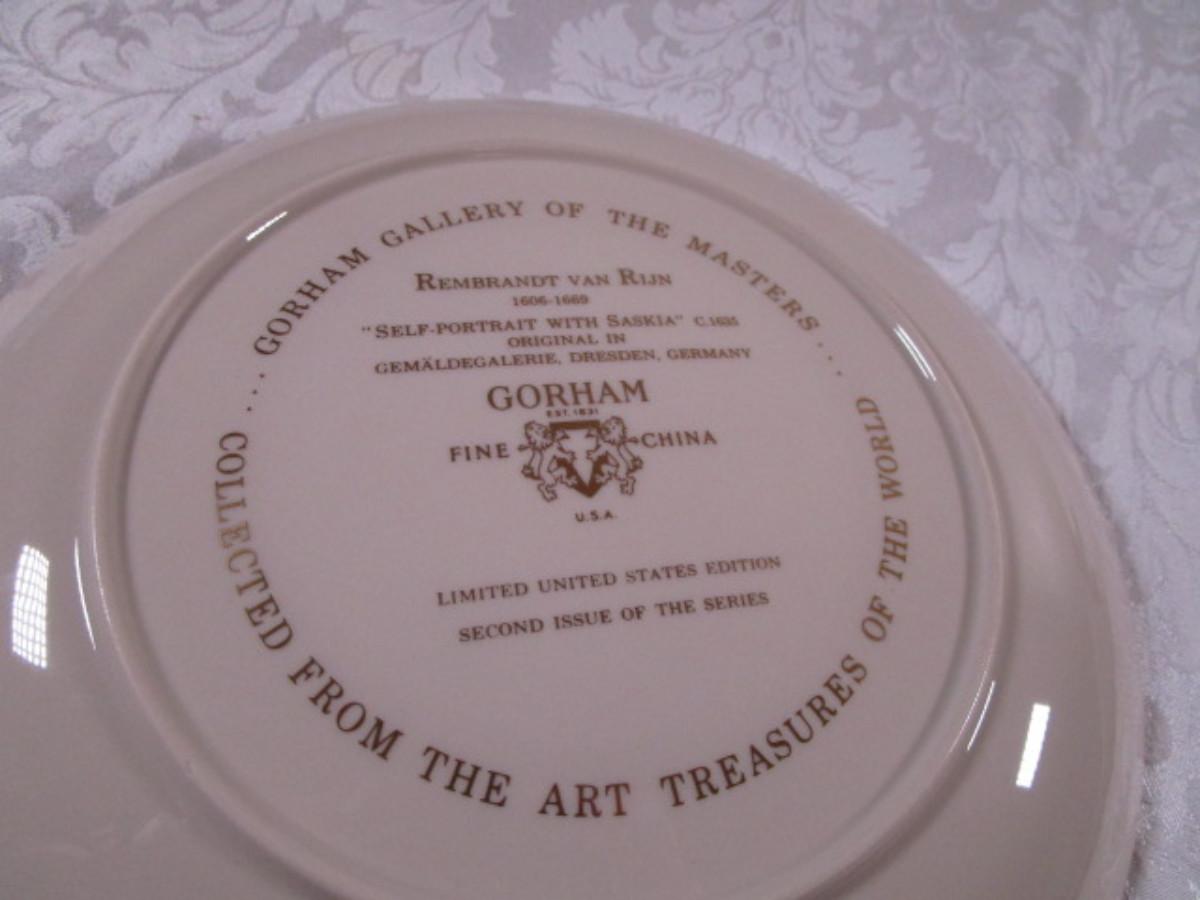 ....GORHAM GALLERY OF THE MASTERS....
REMBRANDT VAN RIJN
1606-1669
"SELF-PORTRAIT WITH SASKIA" C.1635
ORIGINAL IN
GEMÄLDEGALERIE, DRESDEN, GERMANY
GORHAM
EST. 1831
FINE CHINA
U.S.A.
LIMITED UNITED STATES EDITION
SECOND ISSUE OF THE SERIES
COLLECTED FROM THE ART TREASURES OF THE WORLD